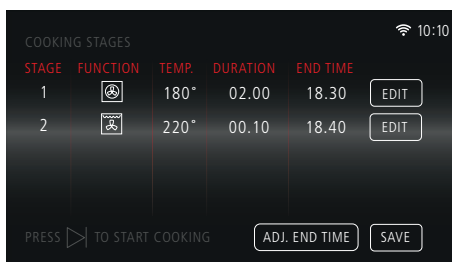 10:10
COOKING STAGES
STAGE FUNCTION TEMP. DURATION END TIME
1 180° 02.00 18.30 EDIT
2 220° 00.10 18.40 EDIT
PRESS TO START COOKING ADJ. END TIME SAVE